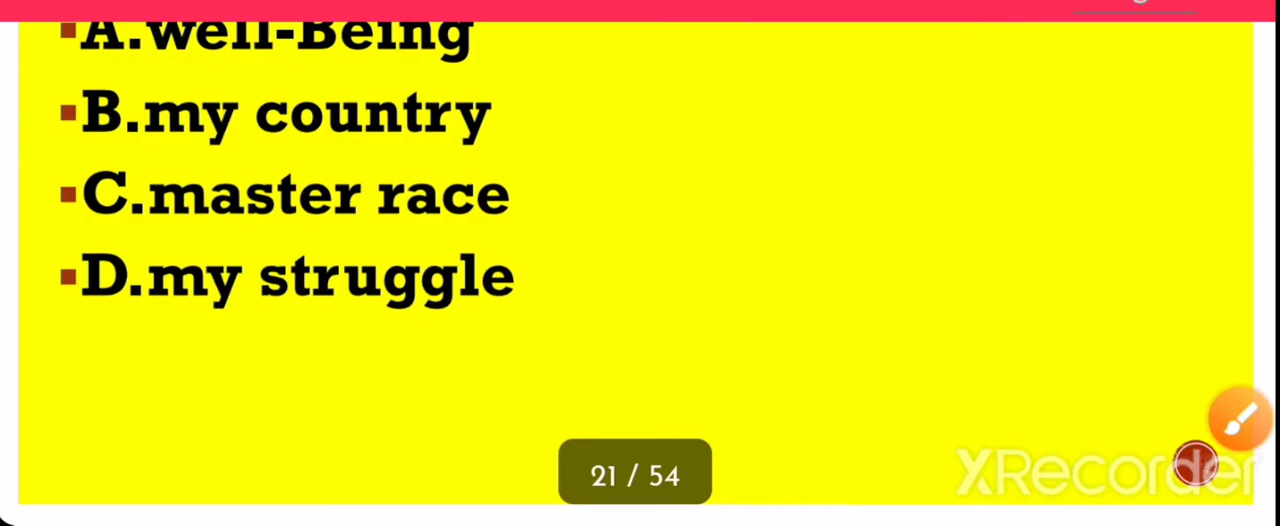 ▪A.well-Being
▪B.my country
▪C.master race
▪D.my struggle
21 / 54
XRecorder